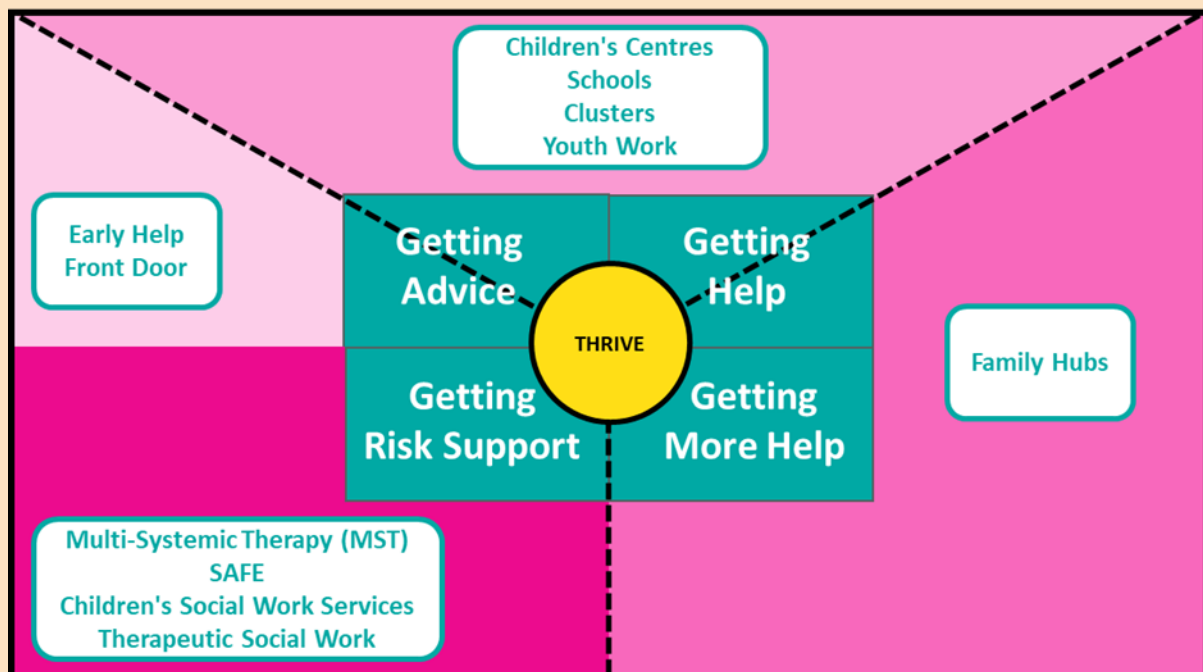 Children's Centres
Schools
Clusters
Youth Work
Early Help
Front Door
Getting
Advice
Getting
Help
THRIVE
Family Hubs
Getting
Risk Support
Getting
More Help
Multi-Systemic Therapy (MST)
SAFE
Children's Social Work Services
Therapeutic Social Work